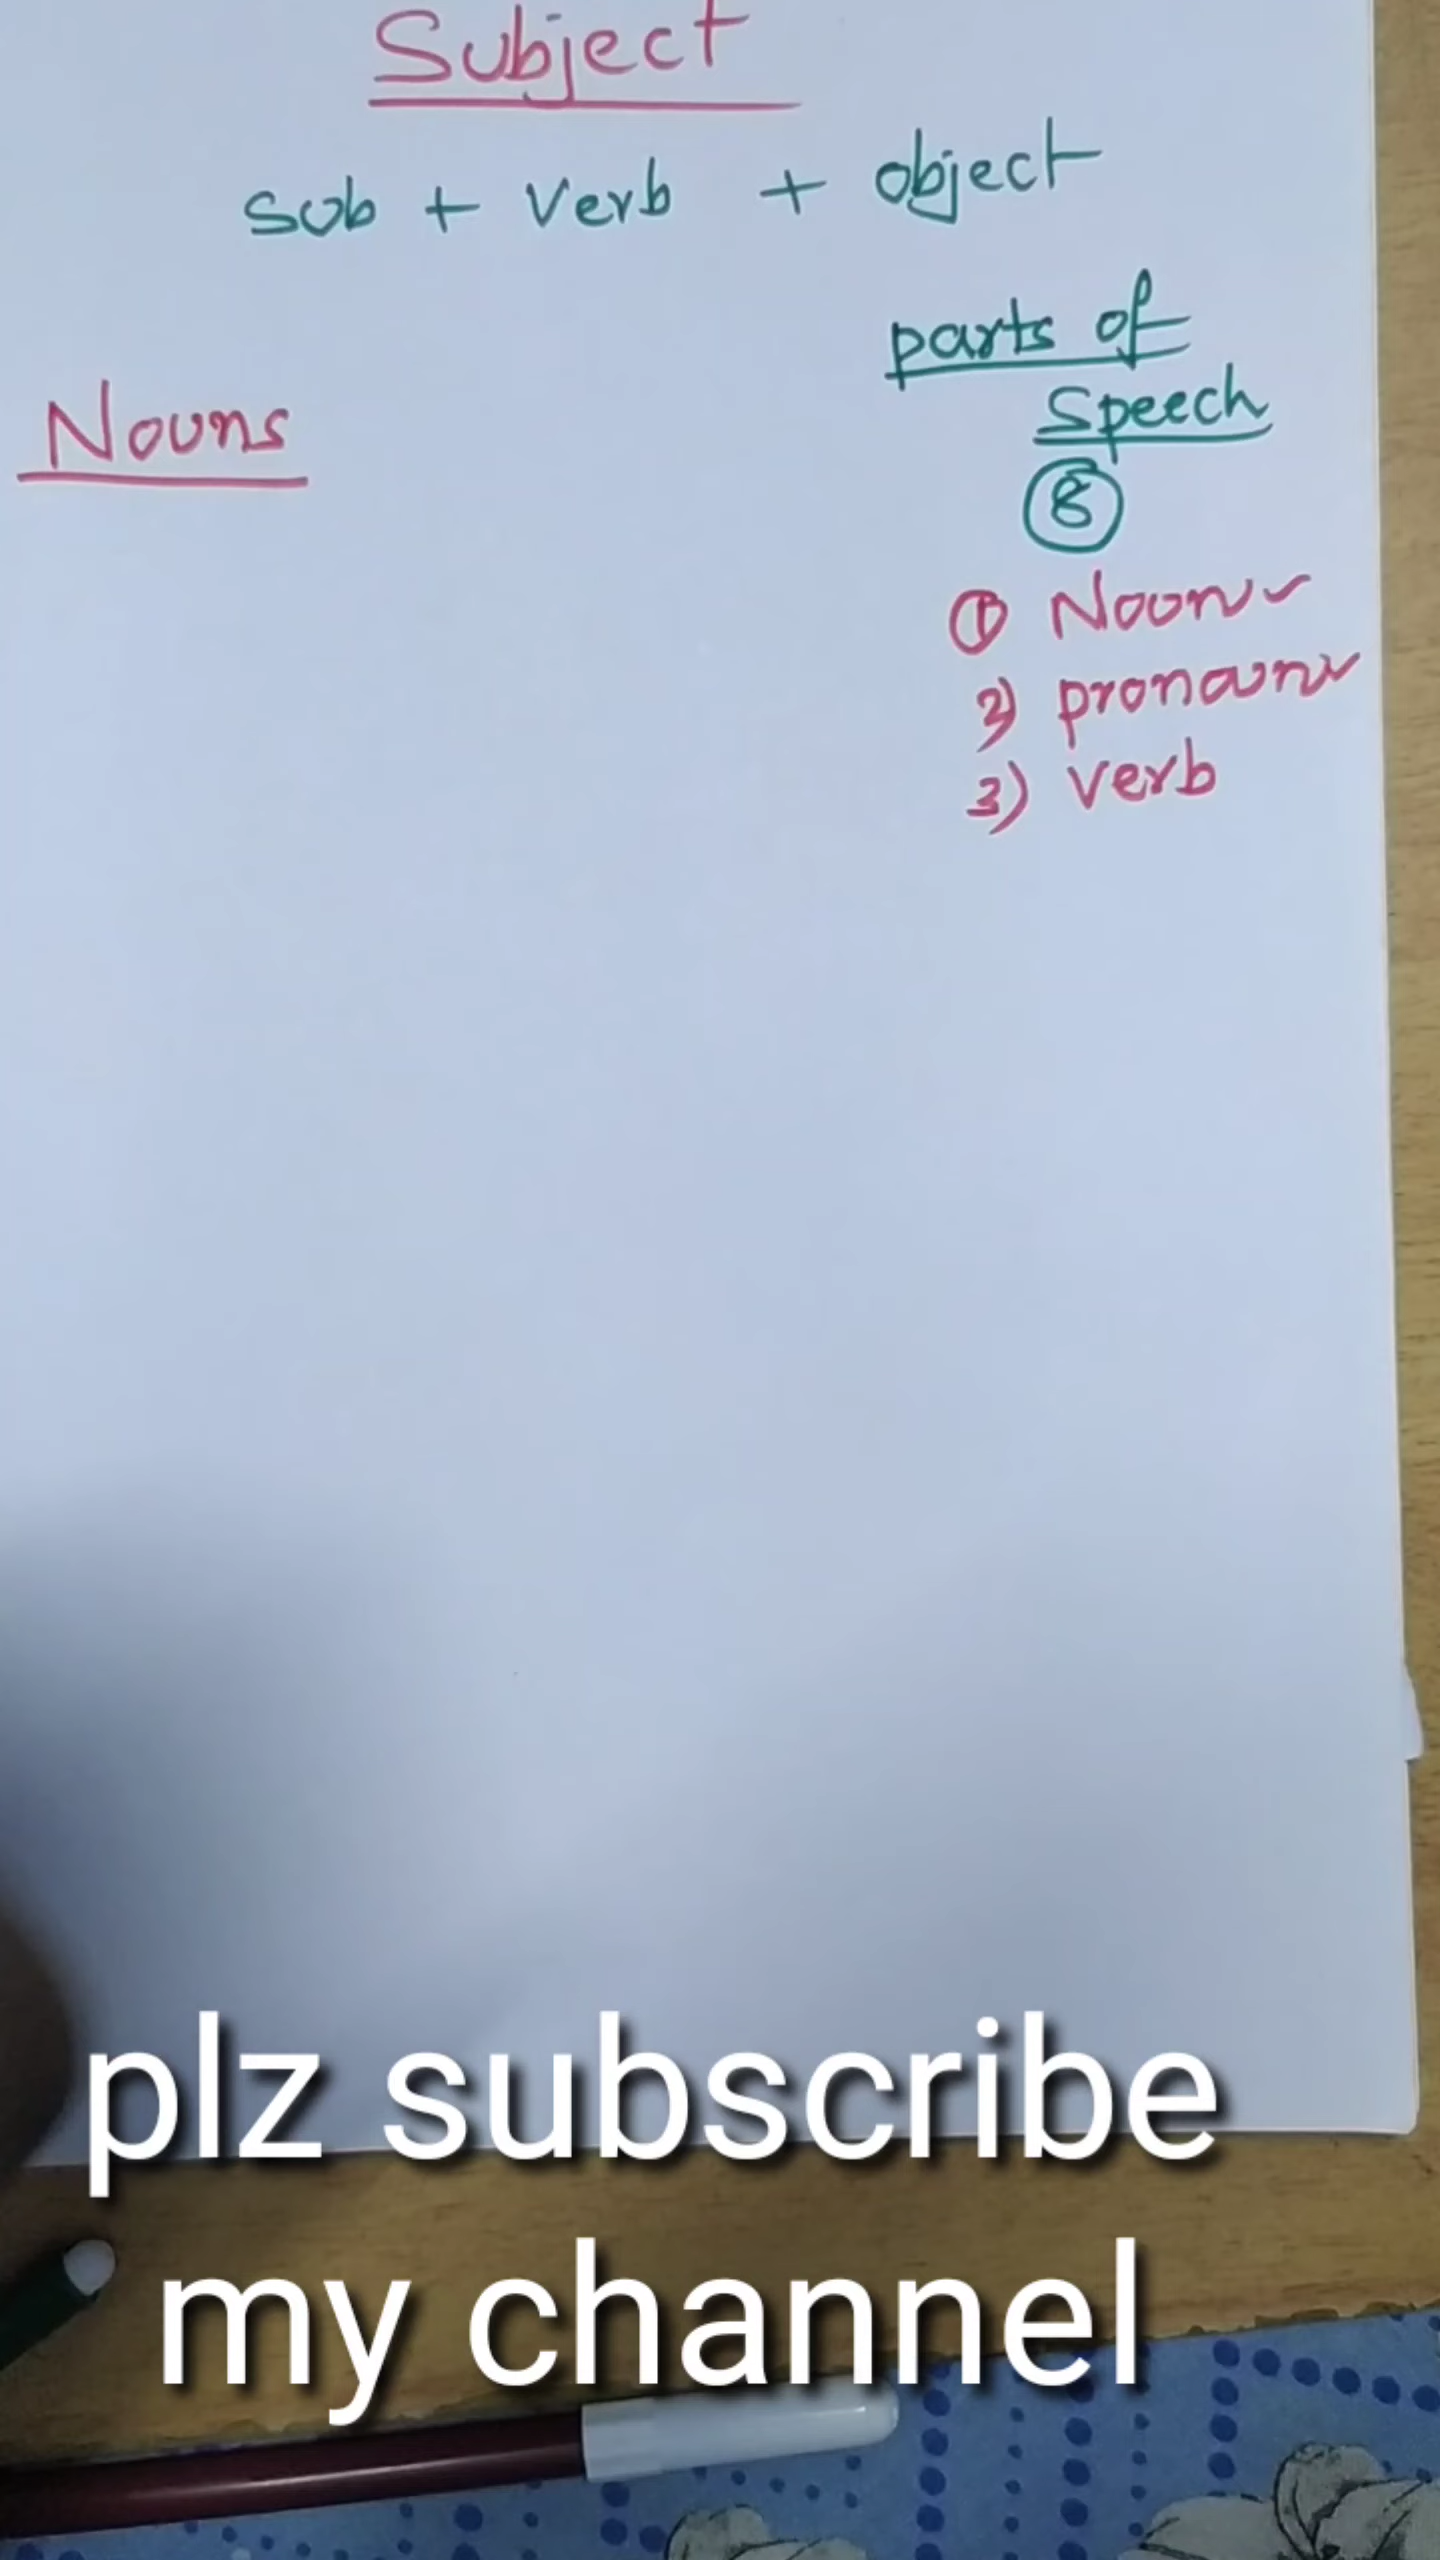 Subject
Sub + Verb + object
parts of
Speech
Nouns
8
1 Noun
2) pronoun
3) verb
plz subscribe
my channel